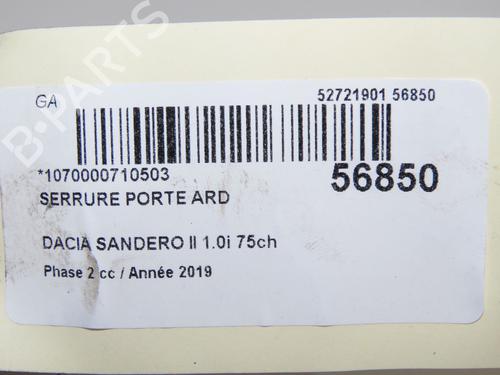 GA
52721901 56850
*1070000710503
56850
SERRURE PORTE ARD
DACIA SANDERO II 1.0i 75ch
Phase 2 cc / Année 2019
B-PARTS